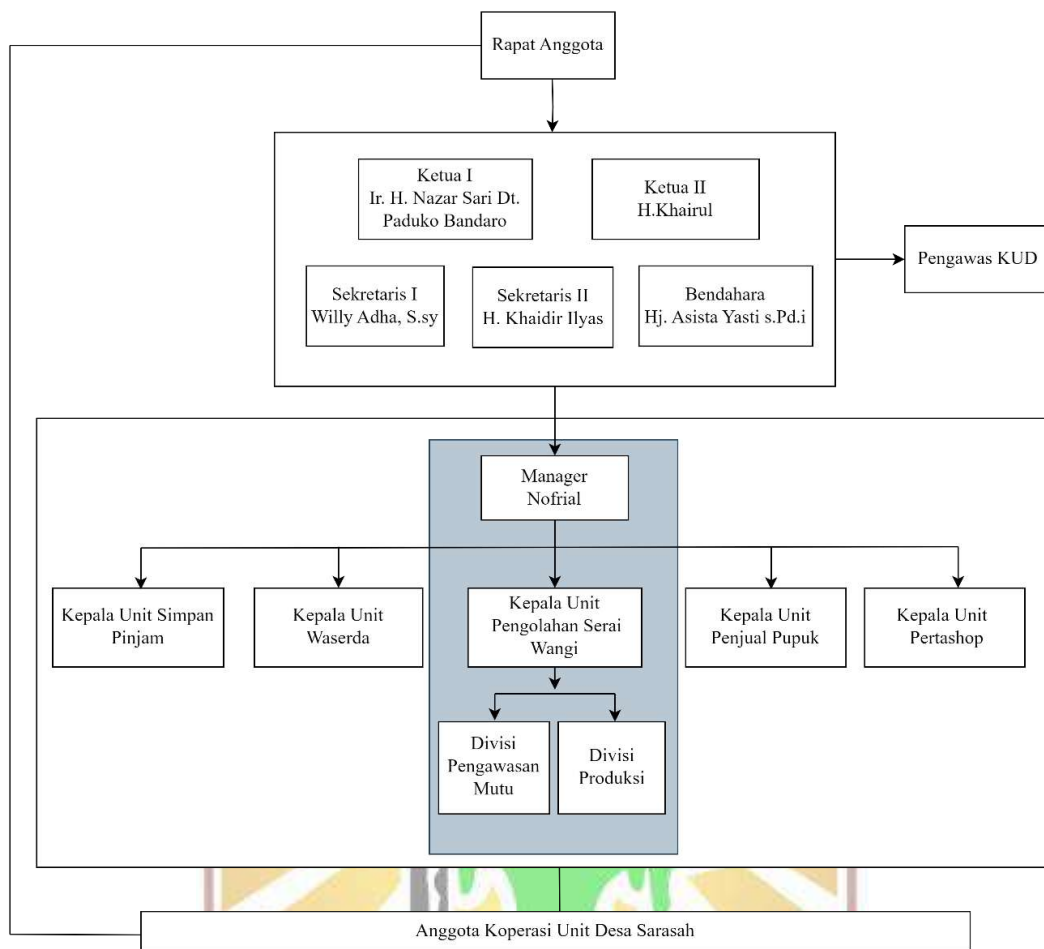 Rapat Anggota
Ketua I
Ir. H. Nazar Sari Dt.
Paduko Bandaro
Ketua II
H.Khairul
Pengawas KUD
Sekretaris I
Willy Adha, S.sy
Sekretaris II
H. Khaidir Ilyas
Bendahara
Hj. Asista Yasti s.Pd.i
Manager
Nofrial
Kepala Unit Simpan
Pinjam
Kepala Unit
Waserda
Kepala Unit
Pengolahan Serai
Wangi
Kepala Unit
Penjual Pupuk
Kepala Unit
Pertashop
Divisi
Pengawasan
Mutu
Divisi
Produksi
Anggota Koperasi Unit Desa Sarasah